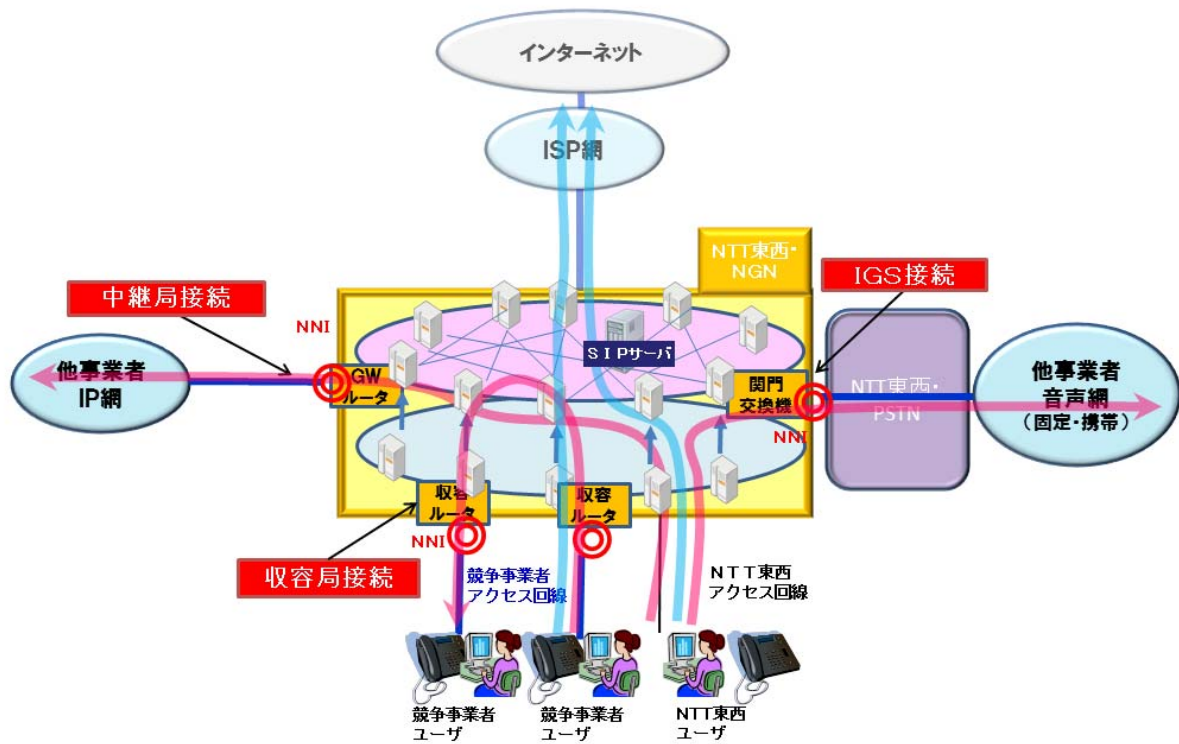 インターネット
ISP網
NTT東西・
NGN
中継局接続
IGS接続
NNI
SIPサーバ
他事業者
IP網
GW
ルータ
関門
交換機
NNI
NTT東西・
PSTN
他事業者
音声網
(固定・携帯)
収容
ルータ
収容
ルータ
NNI
収容局接続
競争事業者
アクセス回線
NTT東西
アクセス回線
競争事業者
ユーザ
競争事業者
ユーザ
NTT東西
ユーザ